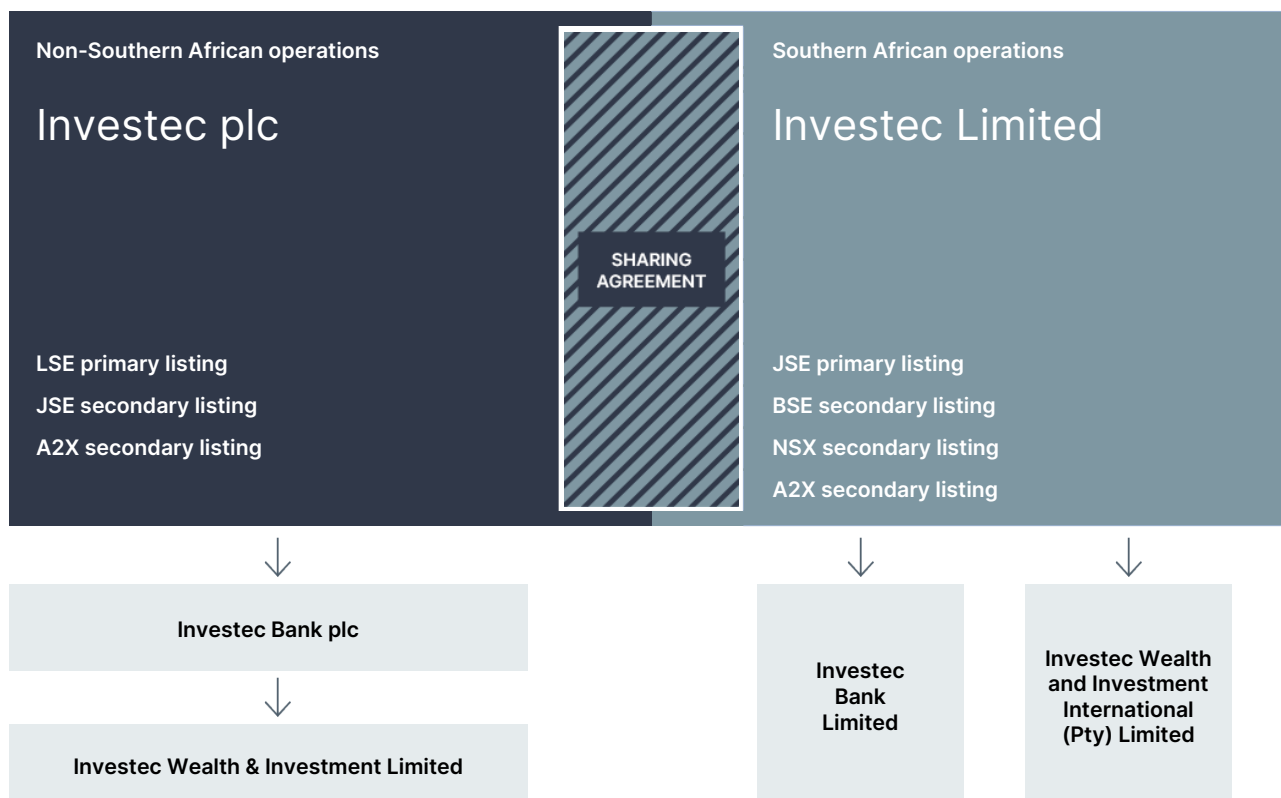 Non-Southern African operations
Investec plc
LSE primary listing
JSE secondary listing
A2X secondary listing
SHARING
AGREEMENT
Southern African operations
Investec Limited
JSE primary listing
BSE secondary listing
NSX secondary listing
A2X secondary listing
Investec Bank plc
Investec Wealth & Investment Limited
Investec
Bank
Limited
Investec Wealth
and Investment
International
(Pty) Limited